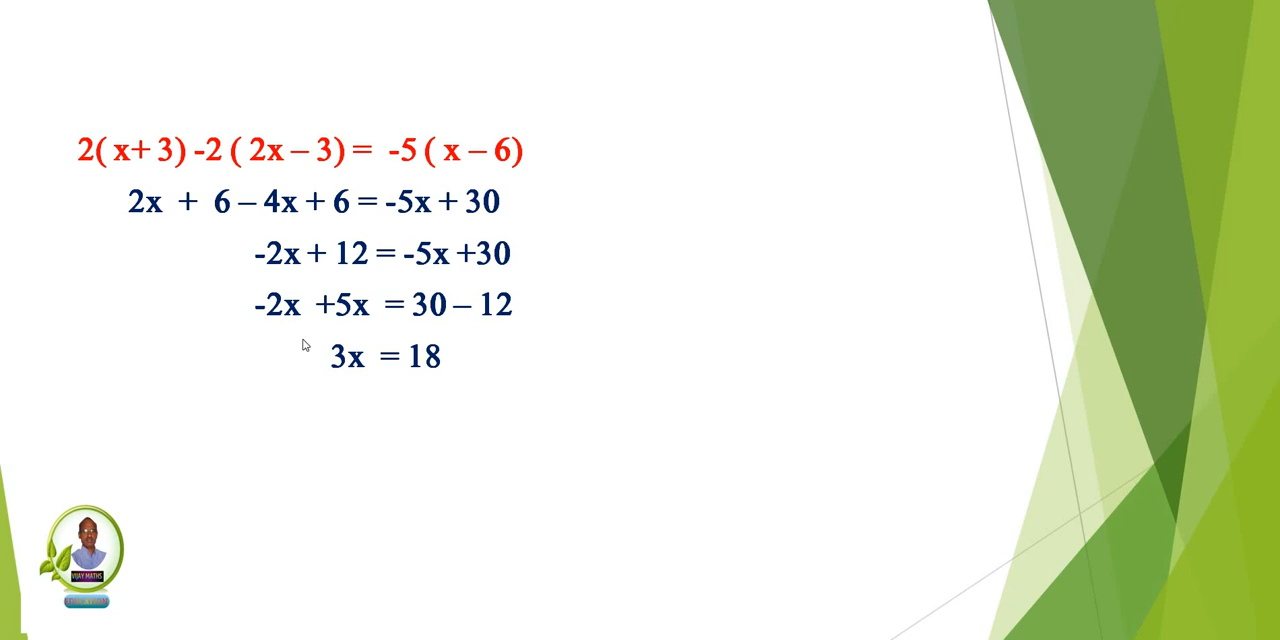 2( x+ 3) -2 ( 2x – 3) = -5 ( x – 6)
2x + 6 – 4x + 6 = -5x + 30
-2x + 12 = -5x +30
-2x +5x = 30 – 12
3x = 18
VIJAY MATHS